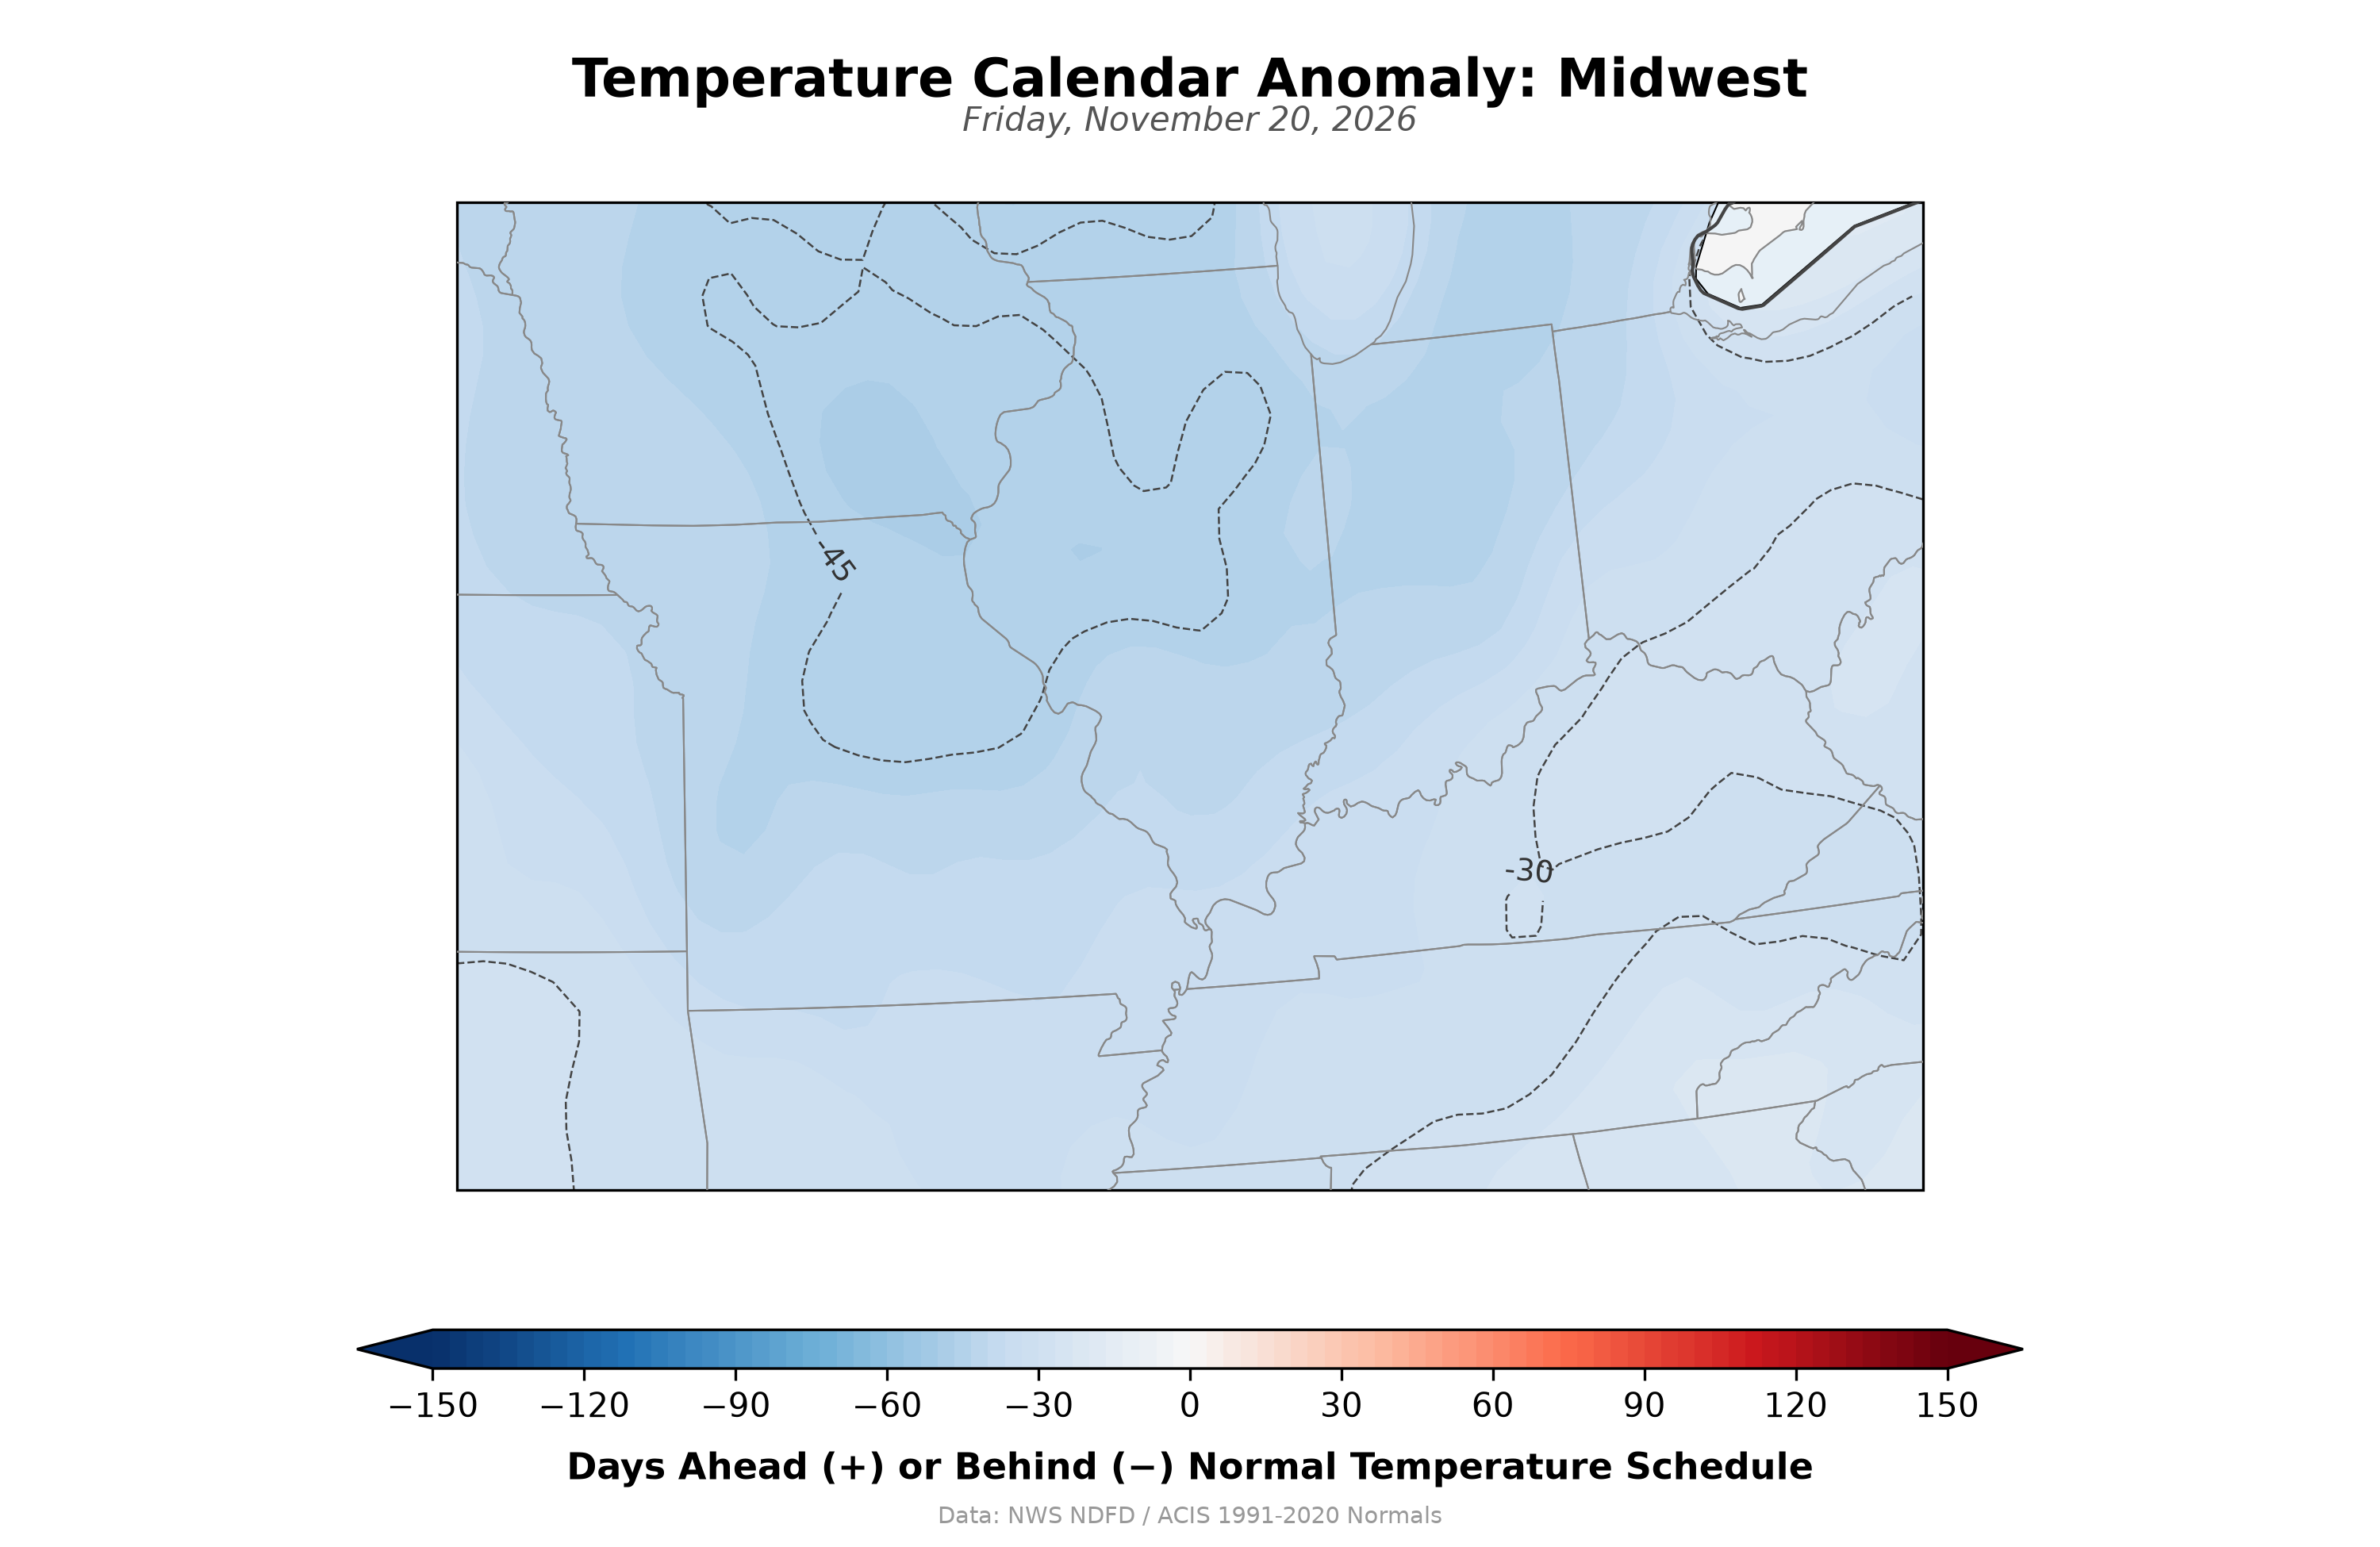 Temperature Calendar Anomaly: Midwest
Friday, November 20, 2026
45
-30
−150 −120 −90 −60 −30 0 30 60 90 120 150
Days Ahead (+) or Behind (−) Normal Temperature Schedule
Data: NWS NDFD / ACIS 1991-2020 Normals